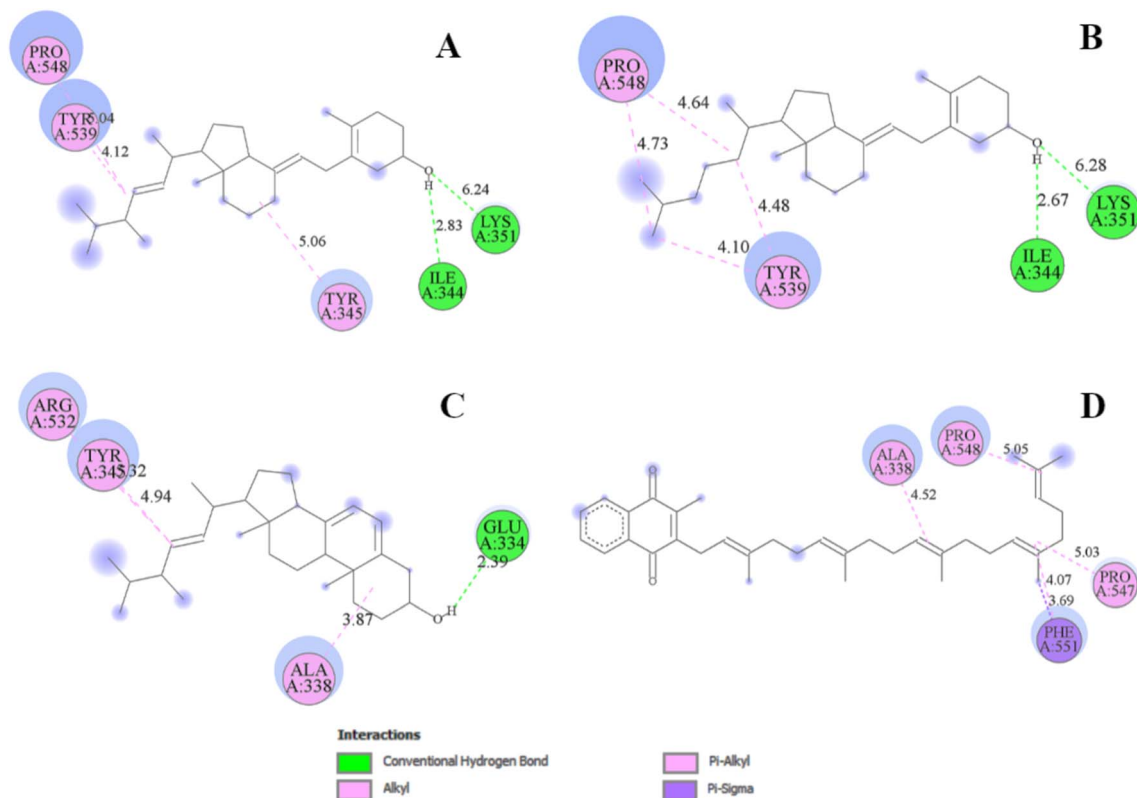 A
PRO
A:548
TYR
A:539
5.04
4.12
5.06
TYR
A:345
O
H
6.24
2.83
LYS
A:351
ILE
A:344
B
PRO
A:548
4.64
4.73
4.48
4.10
TYR
A:539
O
H
6.28
2.67
LYS
A:351
ILE
A:344
C
ARG
A:532
TYR
A:345
5.32
4.94
GLU
A:334
2.39
O H
3.87
ALA
A:338
D
O
O
ALA
A:338
4.52
PRO
A:548
5.05
5.03
PRO
A:547
4.07
3.69
PHE
A:551
Interactions
Conventional Hydrogen Bond
Alkyl
Pi-Alkyl
Pi-Sigma